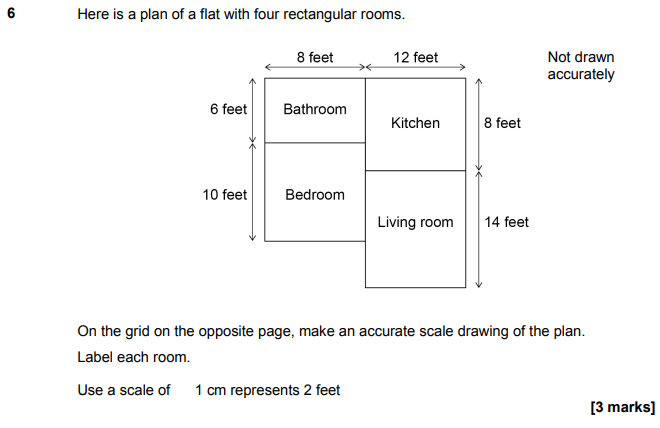 6 Here is a plan of a flat with four rectangular rooms.
8 feet 12 feet Not drawn
accurately
6 feet Bathroom Kitchen 8 feet
10 feet Bedroom
Living room 14 feet
On the grid on the opposite page, make an accurate scale drawing of the plan.
Label each room.
Use a scale of 1 cm represents 2 feet
[3 marks]